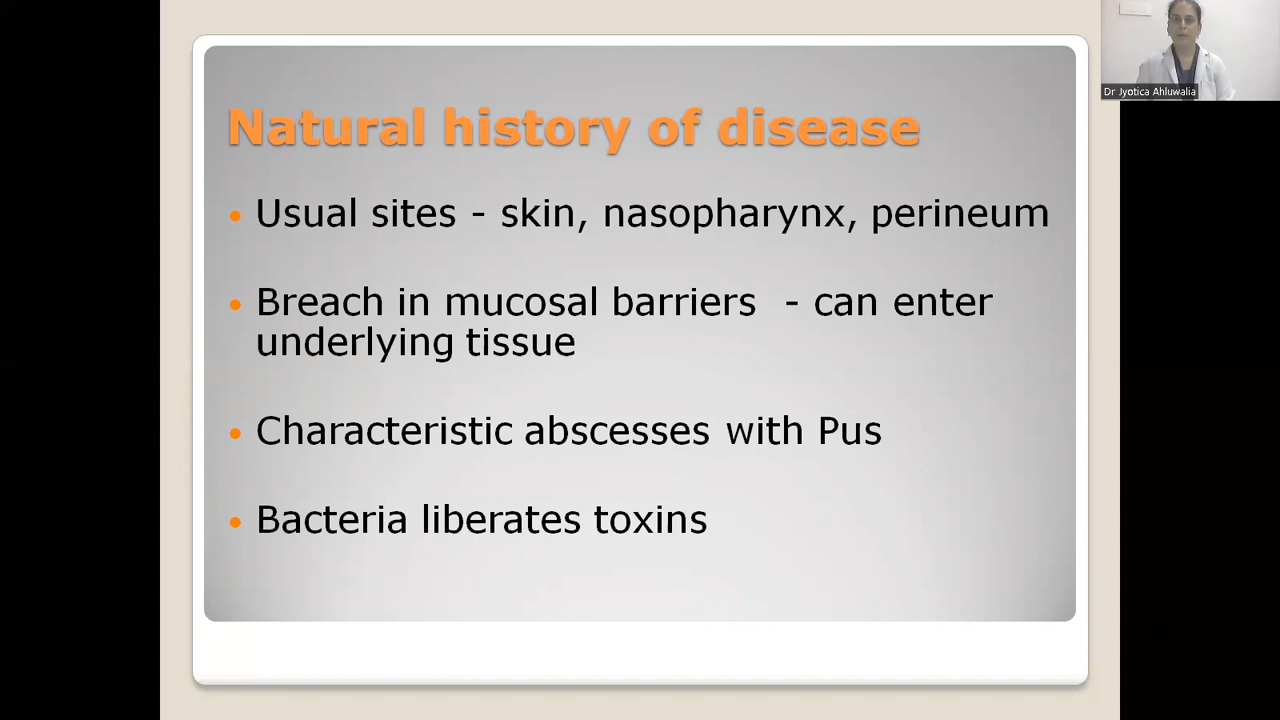 Natural history of disease
• Usual sites - skin, nasopharynx, perineum
• Breach in mucosal barriers - can enter
underlying tissue
• Characteristic abscesses with Pus
• Bacteria liberates toxins
Dr Jyotica Ahluwalia